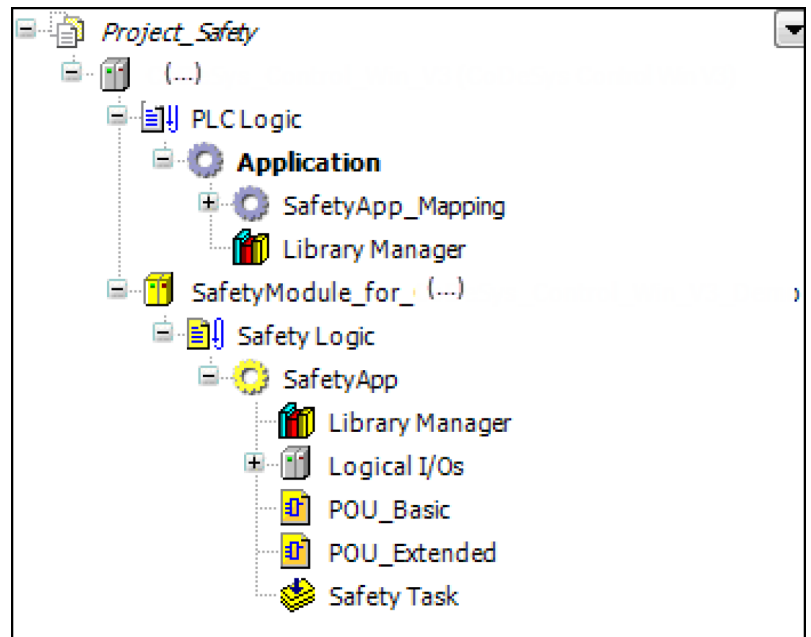 Project_Safety
(...)
PLC Logic
Application
SafetyApp_Mapping
Library Manager
SafetyModule_for_ (...)
Safety Logic
SafetyApp
Library Manager
Logical I/Os
POU_Basic
POU_Extended
Safety Task